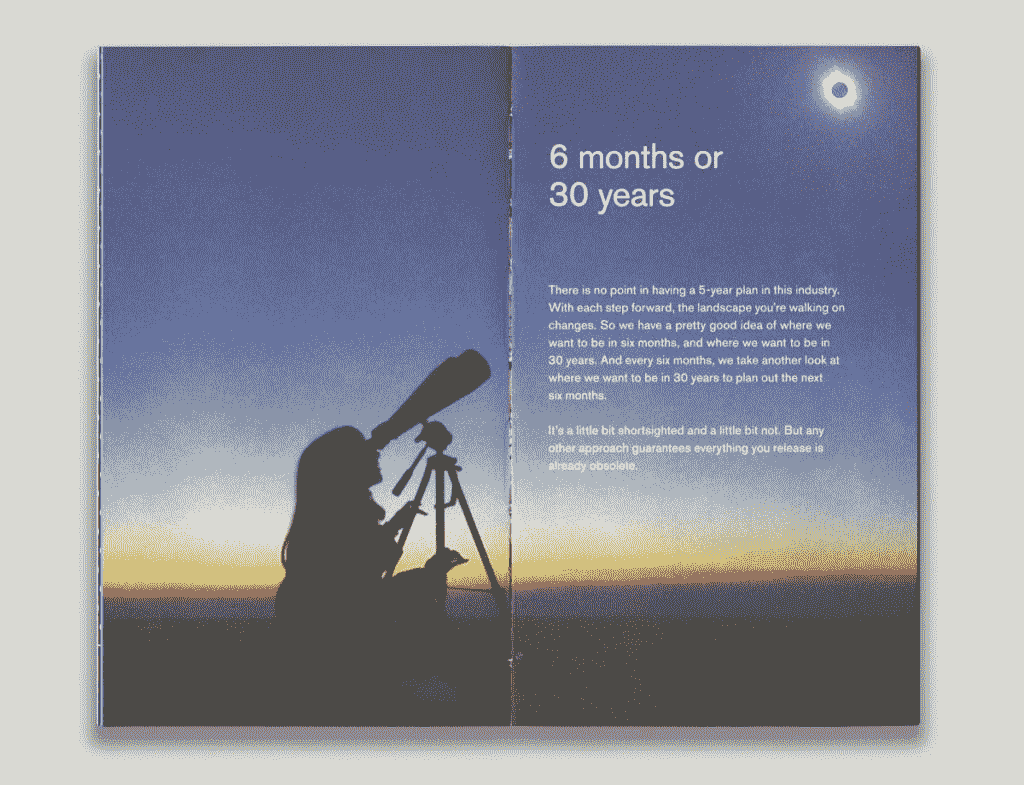 6 months or
30 years
There is no point in having a 5-year plan in this industry.
With each step forward, the landscape you're walking on
changes. So we have a pretty good idea of where we
want to be in six months, and where we want to be in
30 years. And every six months, we take another look at
where we want to be in 30 years to plan out the next
six months.
It's a little bit shortsighted and a little bit not. But any
other approach guarantees everything you release is
already obsolete.